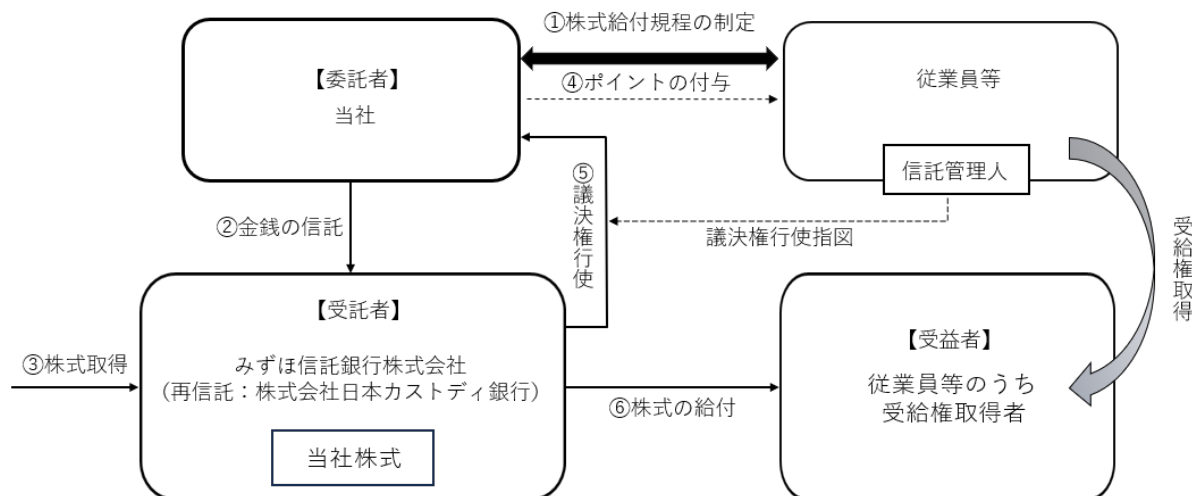 ①株式給付規程の制定
【委託者】
当社
④ポイントの付与
従業員等
信託管理人
②金銭の信託
⑤議決権行使
議決権行使指図
受給権取得
【受託者】
みずほ信託銀行株式会社
(再信託:株式会社日本カストディ銀行)
当社株式
③株式取得
⑥株式の給付
【受益者】
従業員等のうち
受給権取得者